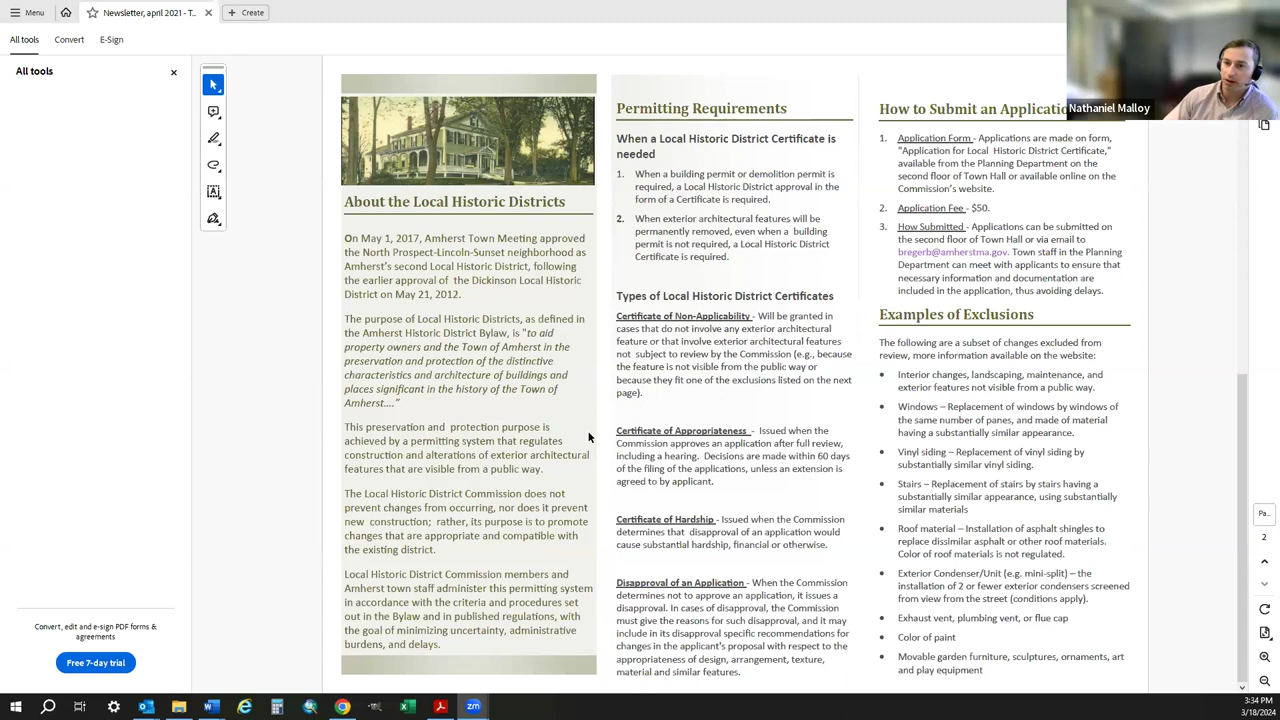 Menu
Newsletter, april 2021 - T...
Create
All tools
Convert
E-Sign
All tools
Convert, edit and e-sign PDF forms &
agreements
Free 7-day trial
About the Local Historic Districts
On May 1, 2017, Amherst Town Meeting approved
the North Prospect-Lincoln-Sunset neighborhood as
Amherst's second Local Historic District, following
the earlier approval of the Dickinson Local Historic
District on May 21, 2012.
The purpose of Local Historic Districts, as defined in
the Amherst Historic District Bylaw, is "to aid
property owners and the Town of Amherst in the
preservation and protection of the distinctive
characteristics and architecture of buildings and
places significant in the history of the Town of
Amherst...."
This preservation and protection purpose is
achieved by a permitting system that regulates
construction and alterations of exterior architectural
features that are visible from a public way.
The Local Historic District Commission does not
prevent changes from occurring, nor does it prevent
new construction; rather, its purpose is to promote
changes that are appropriate and compatible with
the existing district.
Local Historic District Commission members and
Amherst town staff administer this permitting system
in accordance with the criteria and procedures set
out in the Bylaw and in published regulations, with
the goal of minimizing uncertainty, administrative
burdens, and delays.
Permitting Requirements
When a Local Historic District Certificate is
needed
1. When a building permit or demolition permit is
required, a Local Historic District approval in the
form of a Certificate is required.
2. When exterior architectural features will be
permanently removed, even when a building
permit is not required, a Local Historic District
Certificate is required.
Types of Local Historic District Certificates
Certificate of Non-Applicability - Will be granted in
cases that do not involve any exterior architectural
feature or that involve exterior architectural features
not subject to review by the Commission (e.g., because
the feature is not visible from the public way or
because they fit one of the exclusions listed on the next
page).
Certificate of Appropriateness - Issued when the
Commission approves an application after full review,
including a hearing. Decisions are made within 60 days
of the filing of the applications, unless an extension is
agreed to by applicant.
Certificate of Hardship - Issued when the Commission
determines that disapproval of an application would
cause substantial hardship, financial or otherwise.
Disapproval of an Application - When the Commission
determines not to approve an application, it issues a
disapproval. In cases of disapproval, the Commission
must give the reasons for such disapproval, and it may
include in its disapproval specific recommendations for
changes in the applicant's proposal with respect to the
appropriateness of design, arrangement, texture,
material and similar features.
How to Submit an Applicatio
1. Application Form - Applications are made on form,
"Application for Local Historic District Certificate,"
available from the Planning Department on the
second floor of Town Hall or available online on the
Commission's website.
2. Application Fee - $50.
3. How Submitted - Applications can be submitted on
the second floor of Town Hall or via email to
bregerb@amherstma.gov. Town staff in the Planning
Department can meet with applicants to ensure that
necessary information and documentation are
included in the application, thus avoiding delays.
Examples of Exclusions
The following are a subset of changes excluded from
review, more information available on the website:
• Interior changes, landscaping, maintenance, and
exterior features not visible from a public way.
• Windows – Replacement of windows by windows of
the same number of panes, and made of material
having a substantially similar appearance.
• Vinyl siding – Replacement of vinyl siding by
substantially similar vinyl siding.
• Stairs – Replacement of stairs by stairs having a
substantially similar appearance, using substantially
similar materials
• Roof material – Installation of asphalt shingles to
replace dissimilar asphalt or other roof materials.
Color of roof materials is not regulated.
• Exterior Condenser/Unit (e.g. mini-split) – the
installation of 2 or fewer exterior condensers screened
from view from the street (conditions apply).
• Exhaust vent, plumbing vent, or flue cap
• Color of paint
• Movable garden furniture, sculptures, ornaments, art
and play equipment
Nathaniel Malloy
Pa...
2
3:34 PM
3/18/2024